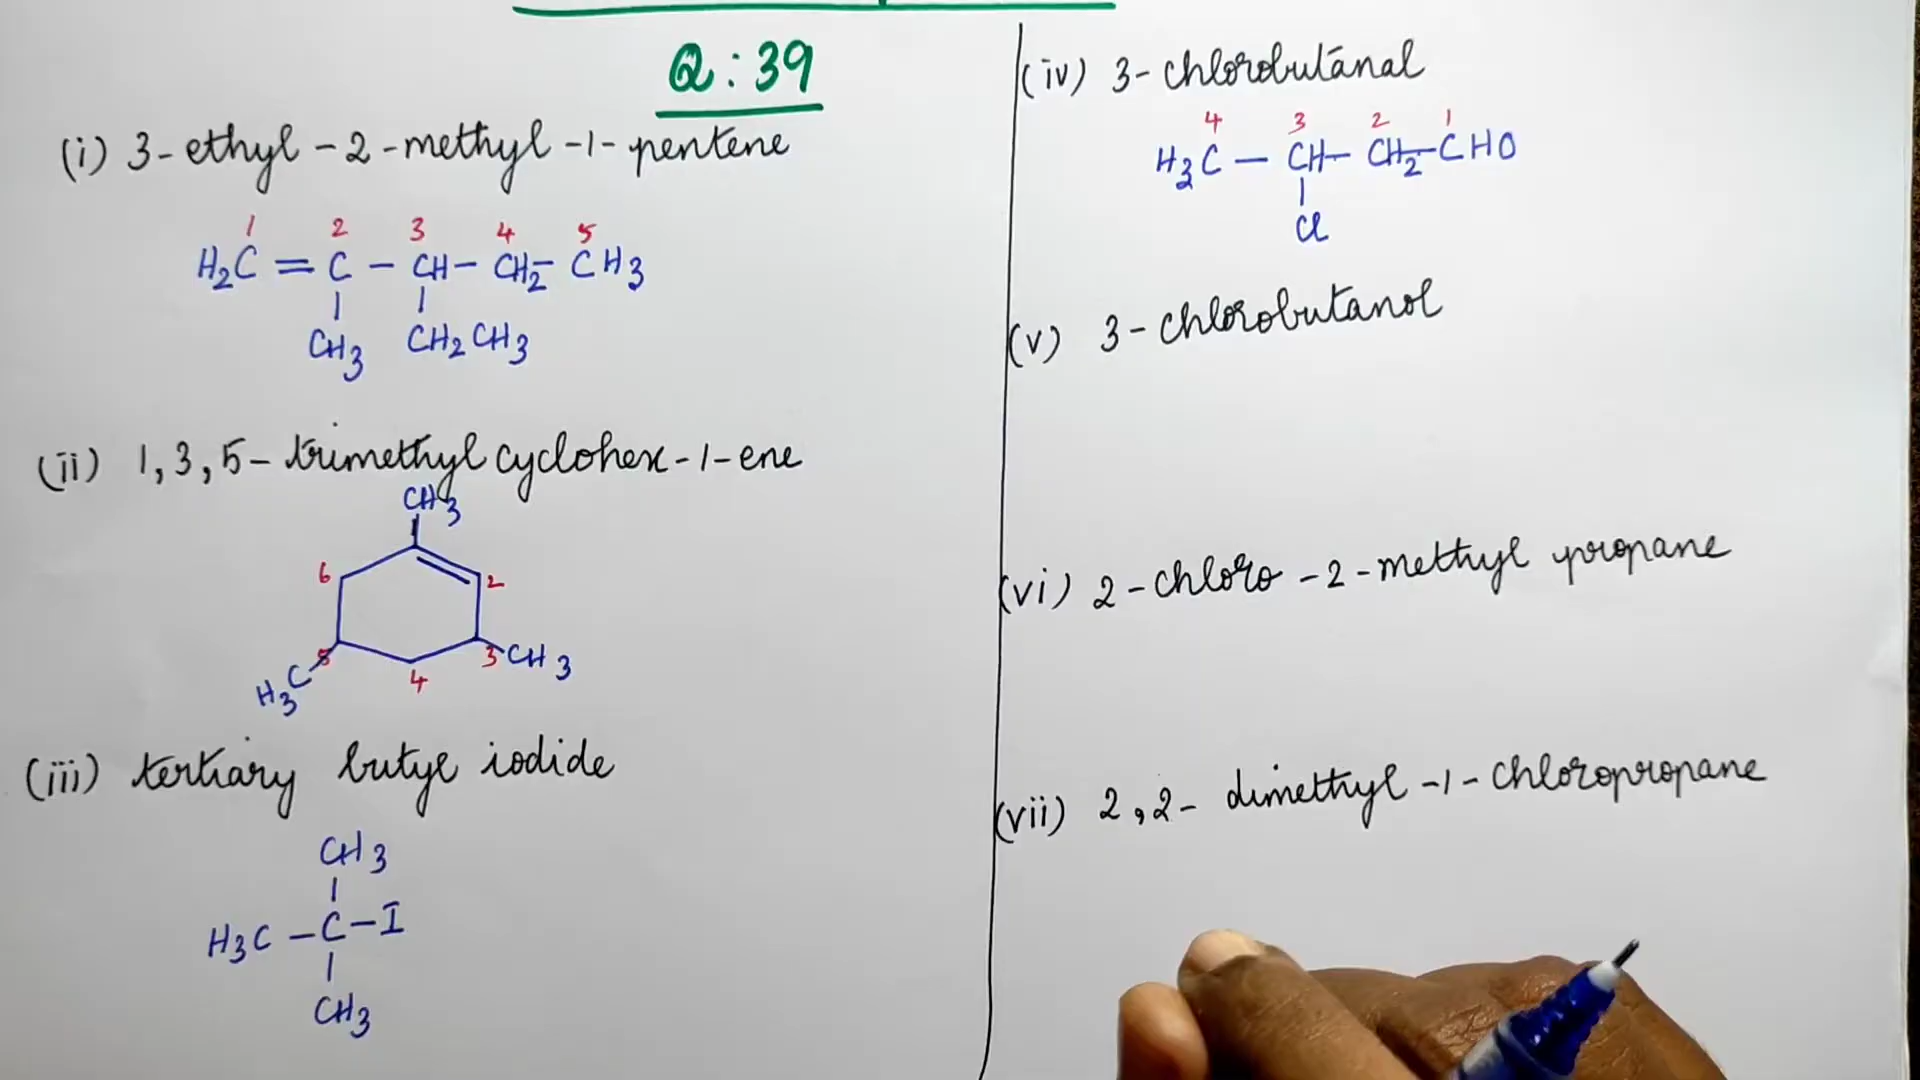 Q : 39
(i) 3-ethyl-2-methyl-1-pentene
1 2 3 4 5
H2C = C - CH - CH2 - CH3
CH3 CH2CH3
(ii) 1,3,5-trimethylcyclohex-1-ene
CH3
6 2
5 3 CH3
H3C 4
(iii) tertiary butyl iodide
CH3
H3C - C - I
CH3
(iv) 3-chlorobutanal
4 3 2 1
H3C - CH - CH2 - CHO
Cl
(v) 3-chlorobutanol
(vi) 2-chloro-2-methyl propane
(vii) 2,2-dimethyl-1-chloropropane